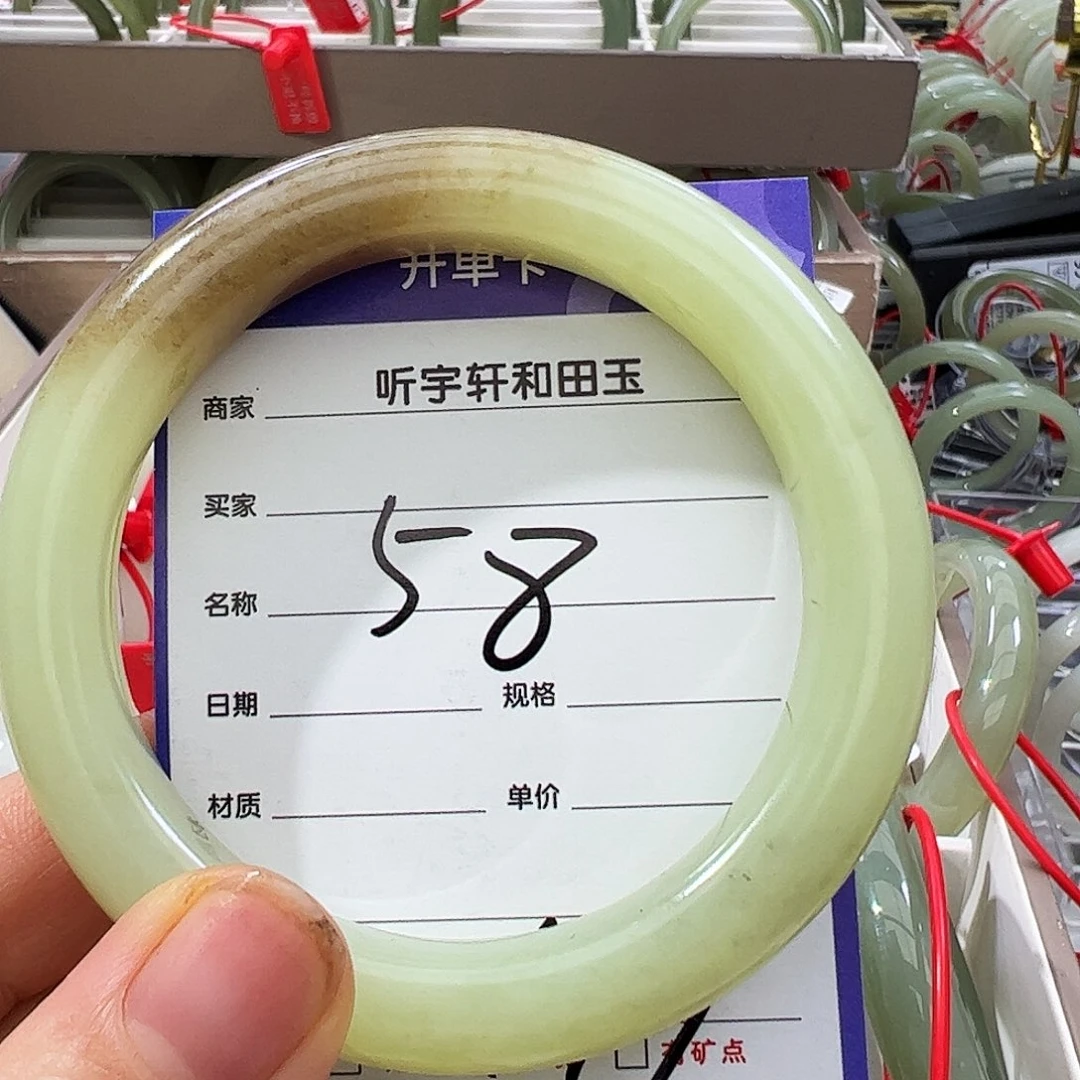 开单卡
听宇轩和田玉
商家
买家
58
名称
日期 规格
材质 单价
有矿点